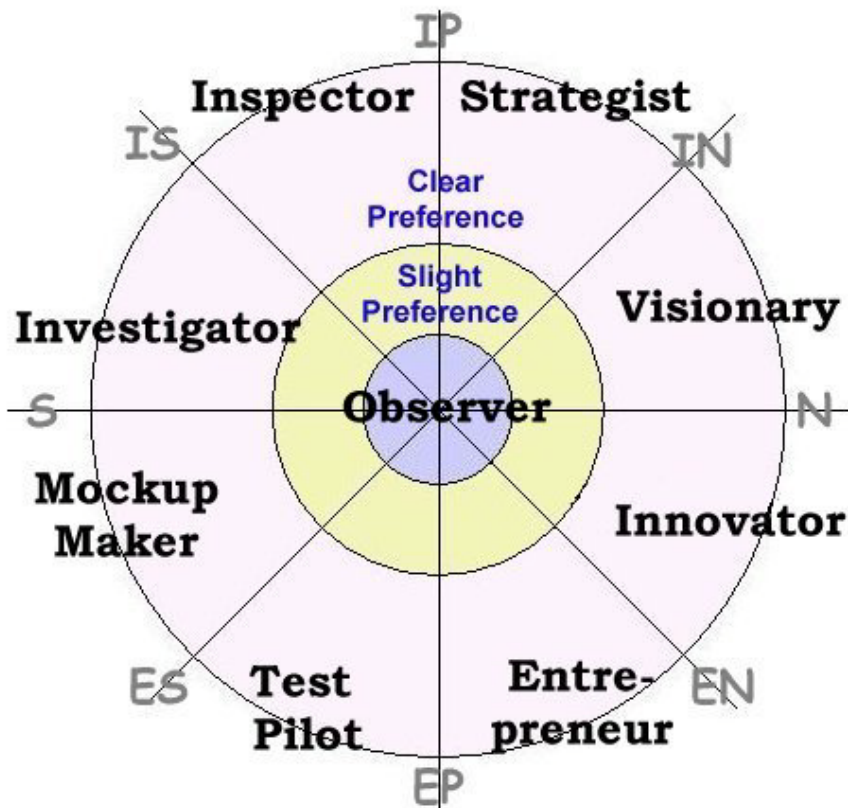 IP
Inspector Strategist
IS IN
Clear
Preference
Slight
Preference
Investigator Visionary
S Observer N
Mockup
Maker
Innovator
ES EN
Test
Pilot
Entre-
preneur
EP